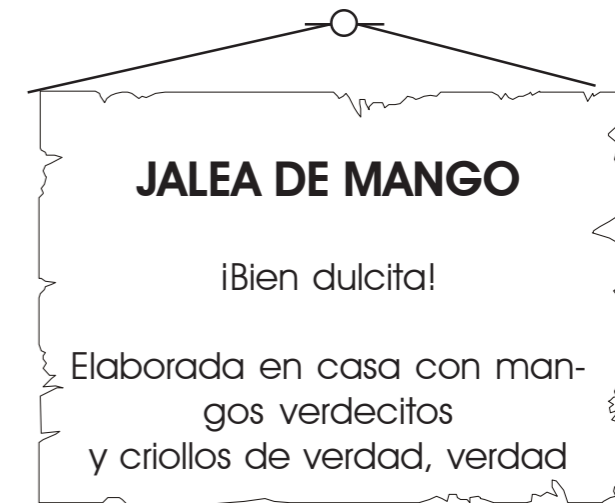 JALEA DE MANGO
¡Bien dulcita!
Elaborada en casa con man-
gos verdecitos
y criollos de verdad, verdad